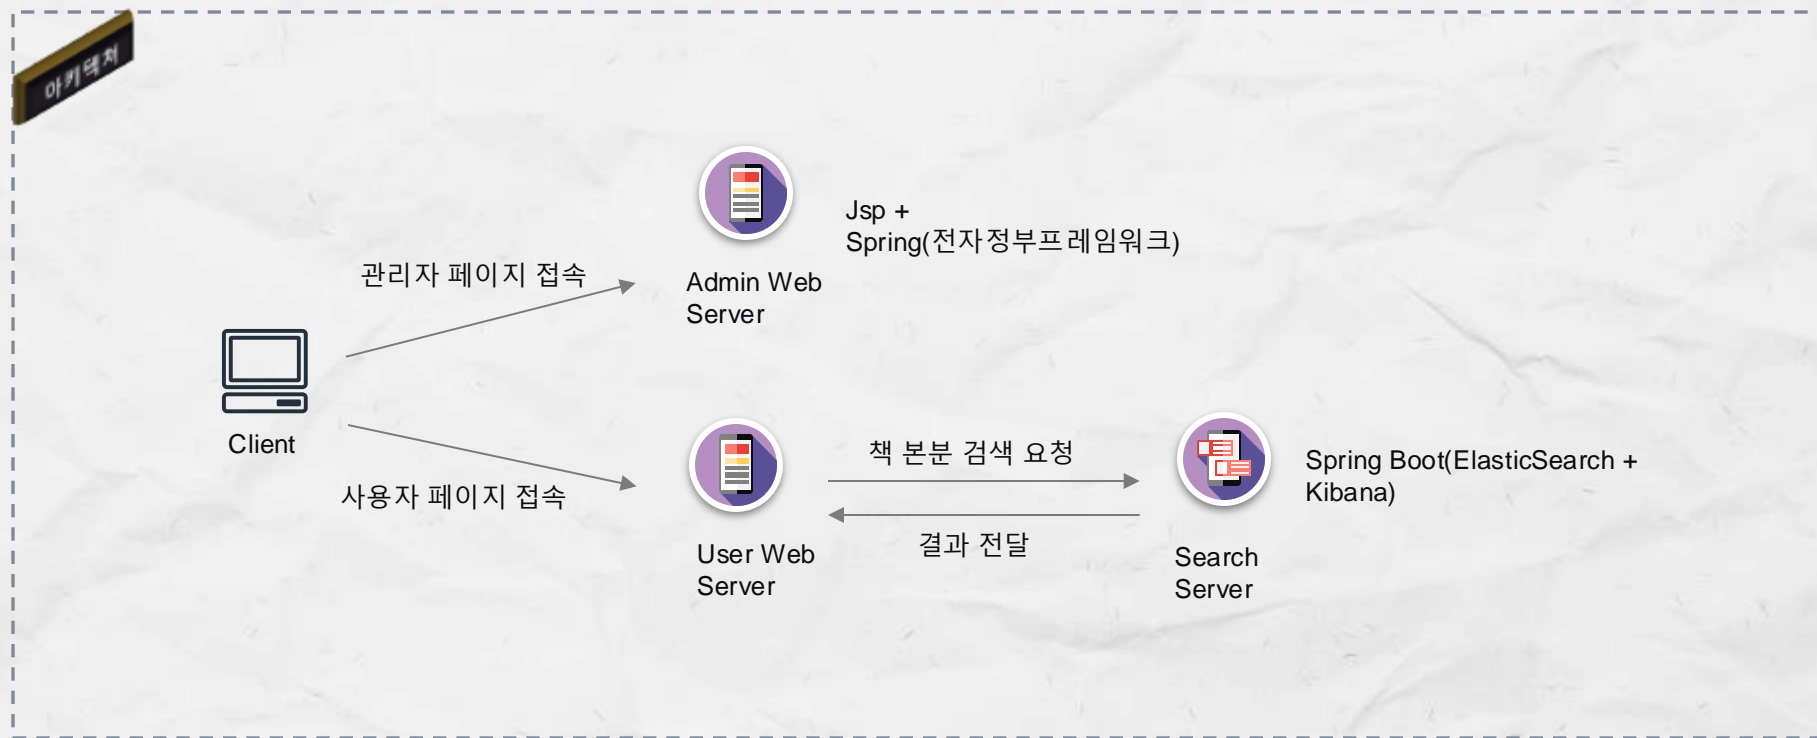 아키텍처
Jsp +
Spring(전자정부프레임워크)
관리자 페이지 접속
Admin Web
Server
Client
사용자 페이지 접속
User Web
Server
책 본분 검색 요청
결과 전달
Search
Server
Spring Boot(ElasticSearch +
Kibana)